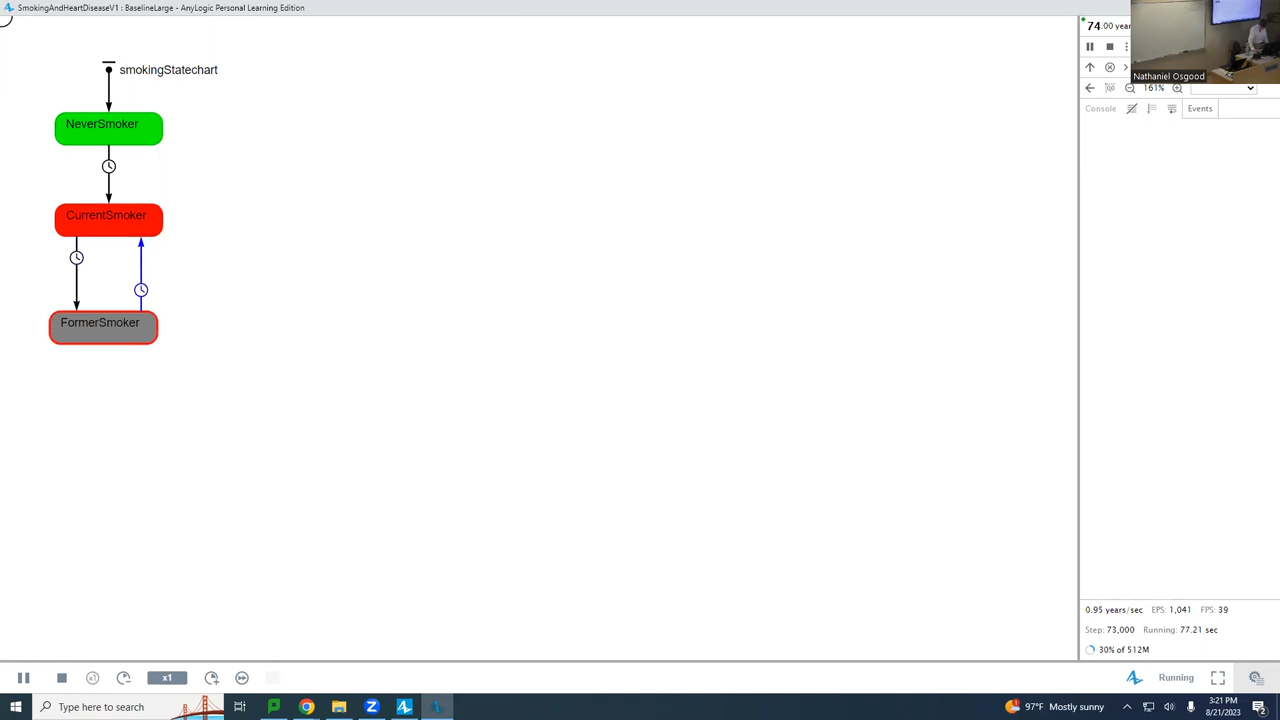 SmokingAndHeartDiseaseV1 : BaselineLarge - AnyLogic Personal Learning Edition
smokingStatechart
NeverSmoker
CurrentSmoker
FormerSmoker
74.00 years
Nathaniel Osgood
161%
Console
Events
0.95 years/sec EPS: 1,041 FPS: 39
Step: 73,000 Running: 77.21 sec
30% of 512M
x1
Running
Type here to search
97°F Mostly sunny
3:21 PM
8/21/2023
2